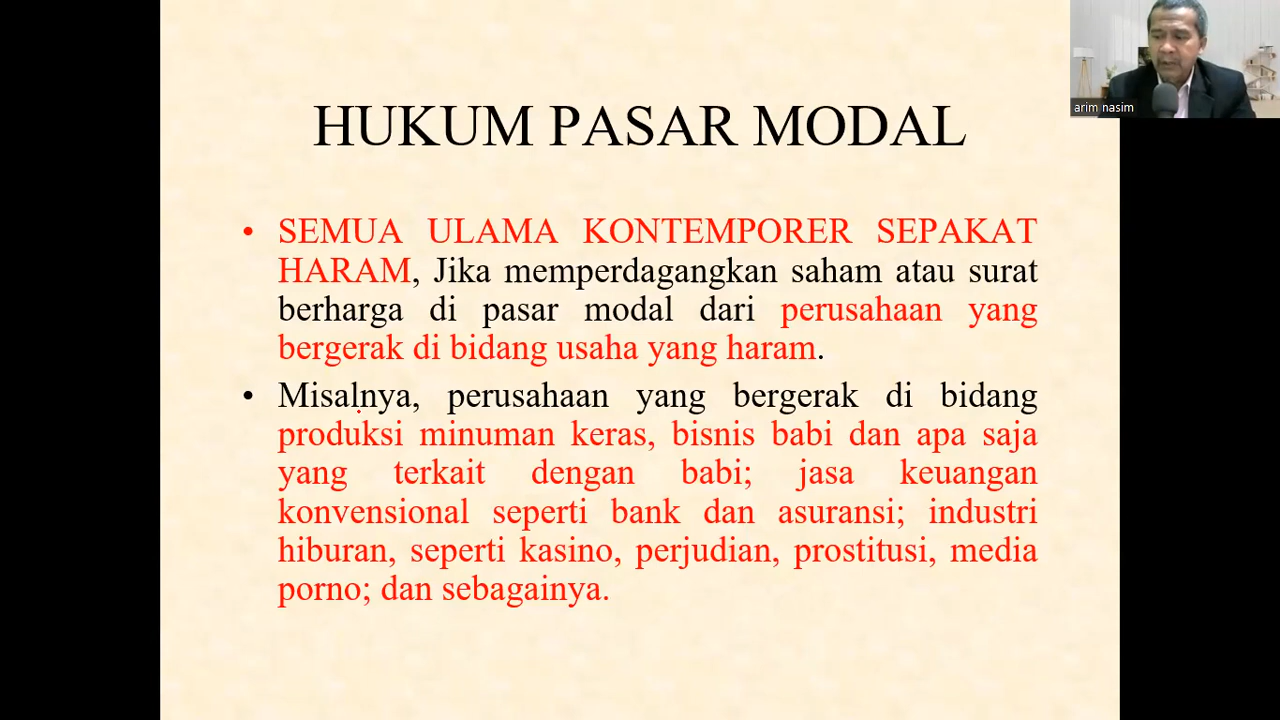 HUKUM PASAR MODAL
• SEMUA ULAMA KONTEMPORER SEPAKAT
HARAM, Jika memperdagangkan saham atau surat
berharga di pasar modal dari perusahaan yang
bergerak di bidang usaha yang haram.
• Misalnya, perusahaan yang bergerak di bidang
produksi minuman keras, bisnis babi dan apa saja
yang terkait dengan babi; jasa keuangan
konvensional seperti bank dan asuransi; industri
hiburan, seperti kasino, perjudian, prostitusi, media
porno; dan sebagainya.
arim nasim